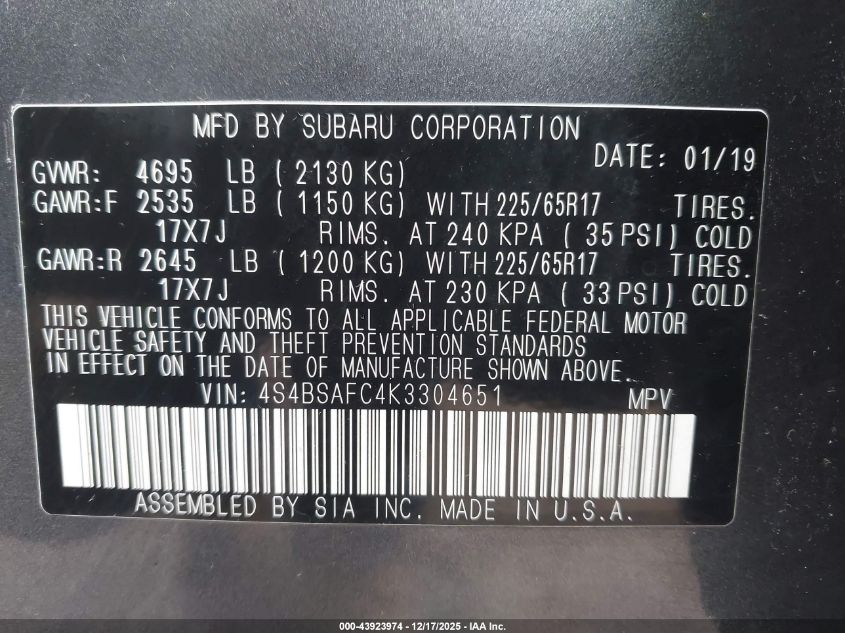 MFD BY SUBARU CORPORATION
DATE: 01/19
GVWR: 4695 LB ( 2130 KG)
GAWR:F 2535 LB ( 1150 KG) WITH 225/65R17 TIRES.
17X7J RIMS. AT 240 KPA ( 35 PSI) COLD
GAWR:R 2645 LB ( 1200 KG) WITH 225/65R17 TIRES.
17X7J RIMS. AT 230 KPA ( 33 PSI) COLD
THIS VEHICLE CONFORMS TO ALL APPLICABLE FEDERAL MOTOR
VEHICLE SAFETY AND THEFT PREVENTION STANDARDS
IN EFFECT ON THE DATE OF MANUFACTURE SHOWN ABOVE.
VIN: 4S4BSAFC4K3304651 MPV
ASSEMBLED BY SIA INC. MADE IN U.S.A.
000-43923974 - 12/17/2025 - IAA Inc.